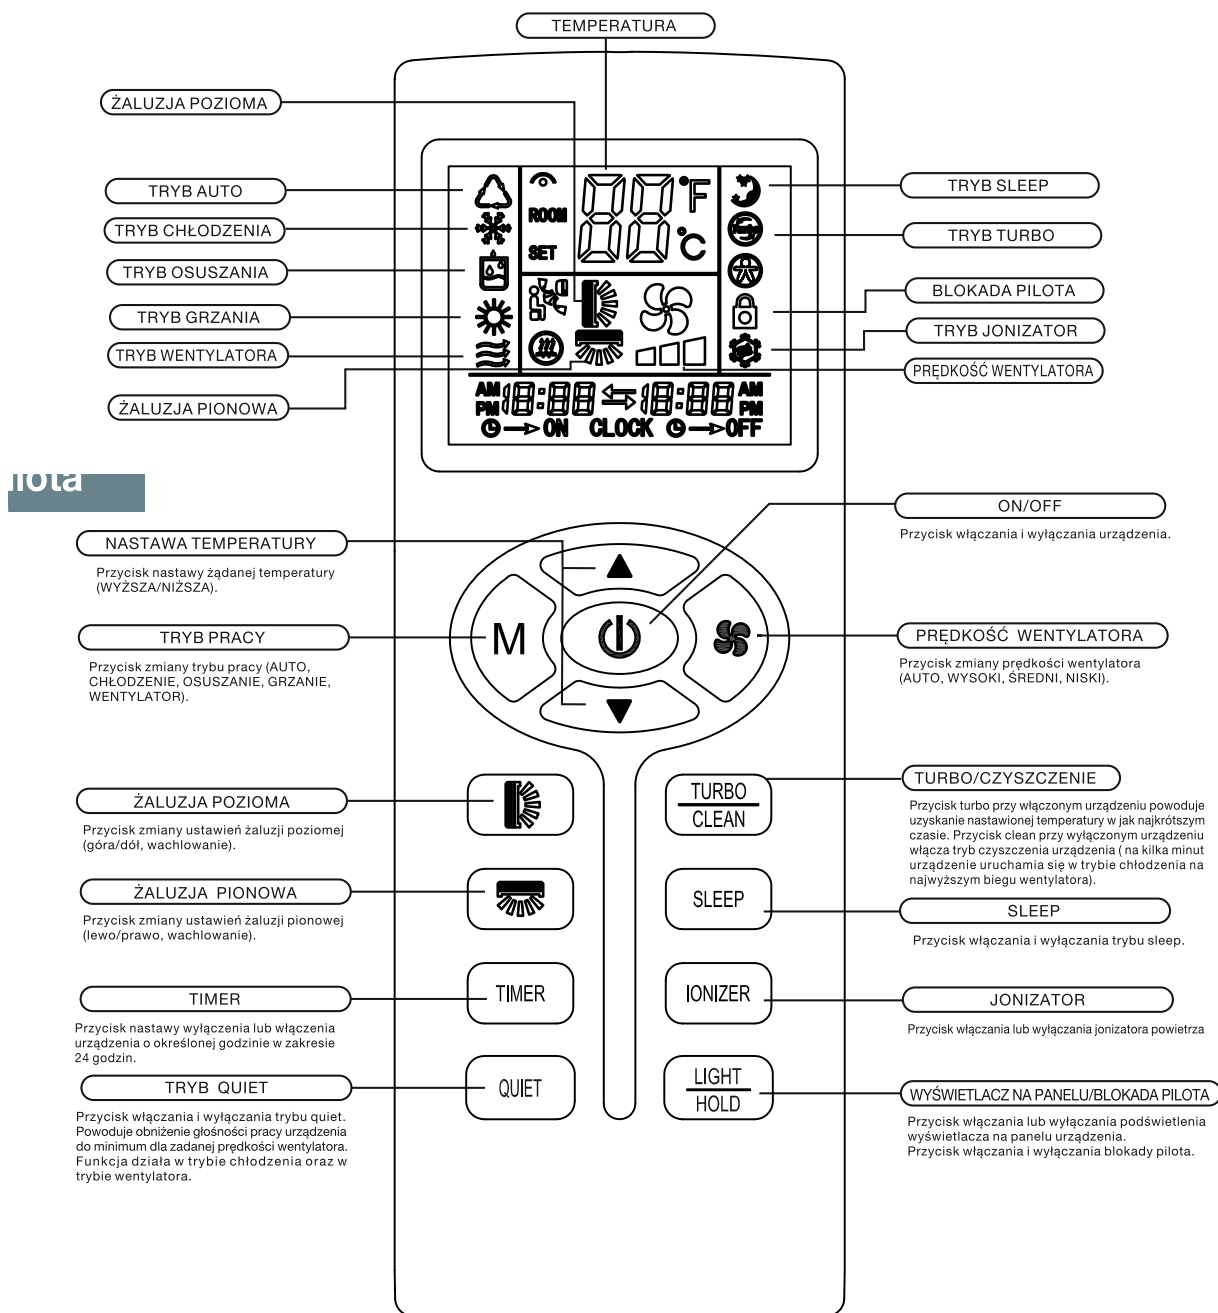 TEMPERATURA
ŻALUZJA POZIOMA
TRYB AUTO
TRYB CHŁODZENIA
TRYB OSUSZANIA
TRYB GRZANIA
TRYB WENTYLATORA
ŻALUZJA PIONOWA
ROOM
SET
88
°F
°C
TRYB SLEEP
TRYB TURBO
BLOKADA PILOTA
TRYB JONIZATOR
PRĘDKOŚĆ WENTYLATORA
AM 18:88 18:88 AM
PM PM
ON CLOCK OFF
NASTAWA TEMPERATURY
Przycisk nastawy żądanej temperatury
(WYŻSZA/NIŻSZA).
TRYB PRACY
Przycisk zmiany trybu pracy (AUTO,
CHŁODZENIE, OSUSZANIE, GRZANIE,
WENTYLATOR).
M
ON/OFF
Przycisk włączania i wyłączania urządzenia.
PRĘDKOŚĆ WENTYLATORA
Przycisk zmiany prędkości wentylatora
(AUTO, WYSOKI, ŚREDNI, NISKI).
ŻALUZJA POZIOMA
Przycisk zmiany ustawień żaluzji poziomej
(góra/dół, wachlowanie).
ŻALUZJA PIONOWA
Przycisk zmiany ustawień żaluzji pionowej
(lewo/prawo, wachlowanie).
TIMER
Przycisk nastawy wyłączenia lub włączenia
urządzenia o określonej godzinie w zakresie
24 godzin.
TRYB QUIET
Przycisk włączania i wyłączania trybu quiet.
Powoduje obniżenie głośności pracy urządzenia
do minimum dla zadanej prędkości wentylatora.
Funkcja działa w trybie chłodzenia oraz w
trybie wentylatora.
TIMER
QUIET
TURBO
CLEAN
SLEEP
IONIZER
LIGHT
HOLD
TURBO/CZYSZCZENIE
Przycisk turbo przy włączonym urządzeniu powoduje
uzyskanie nastawionej temperatury w jak najkrótszym
czasie. Przycisk clean przy wyłączonym urządzeniu
włącza tryb czyszczenia urządzenia ( na kilka minut
urządzenie uruchamia się w trybie chłodzenia na
najwyższym biegu wentylatora).
SLEEP
Przycisk włączania i wyłączania trybu sleep.
JONIZATOR
Przycisk włączania lub wyłączania jonizatora powietrza
WYŚWIETLACZ NA PANELU/BLOKADA PILOTA
Przycisk włączania lub wyłączania podświetlenia
wyświetlacza na panelu urządzenia.
Przycisk włączania i wyłączania blokady pilota.